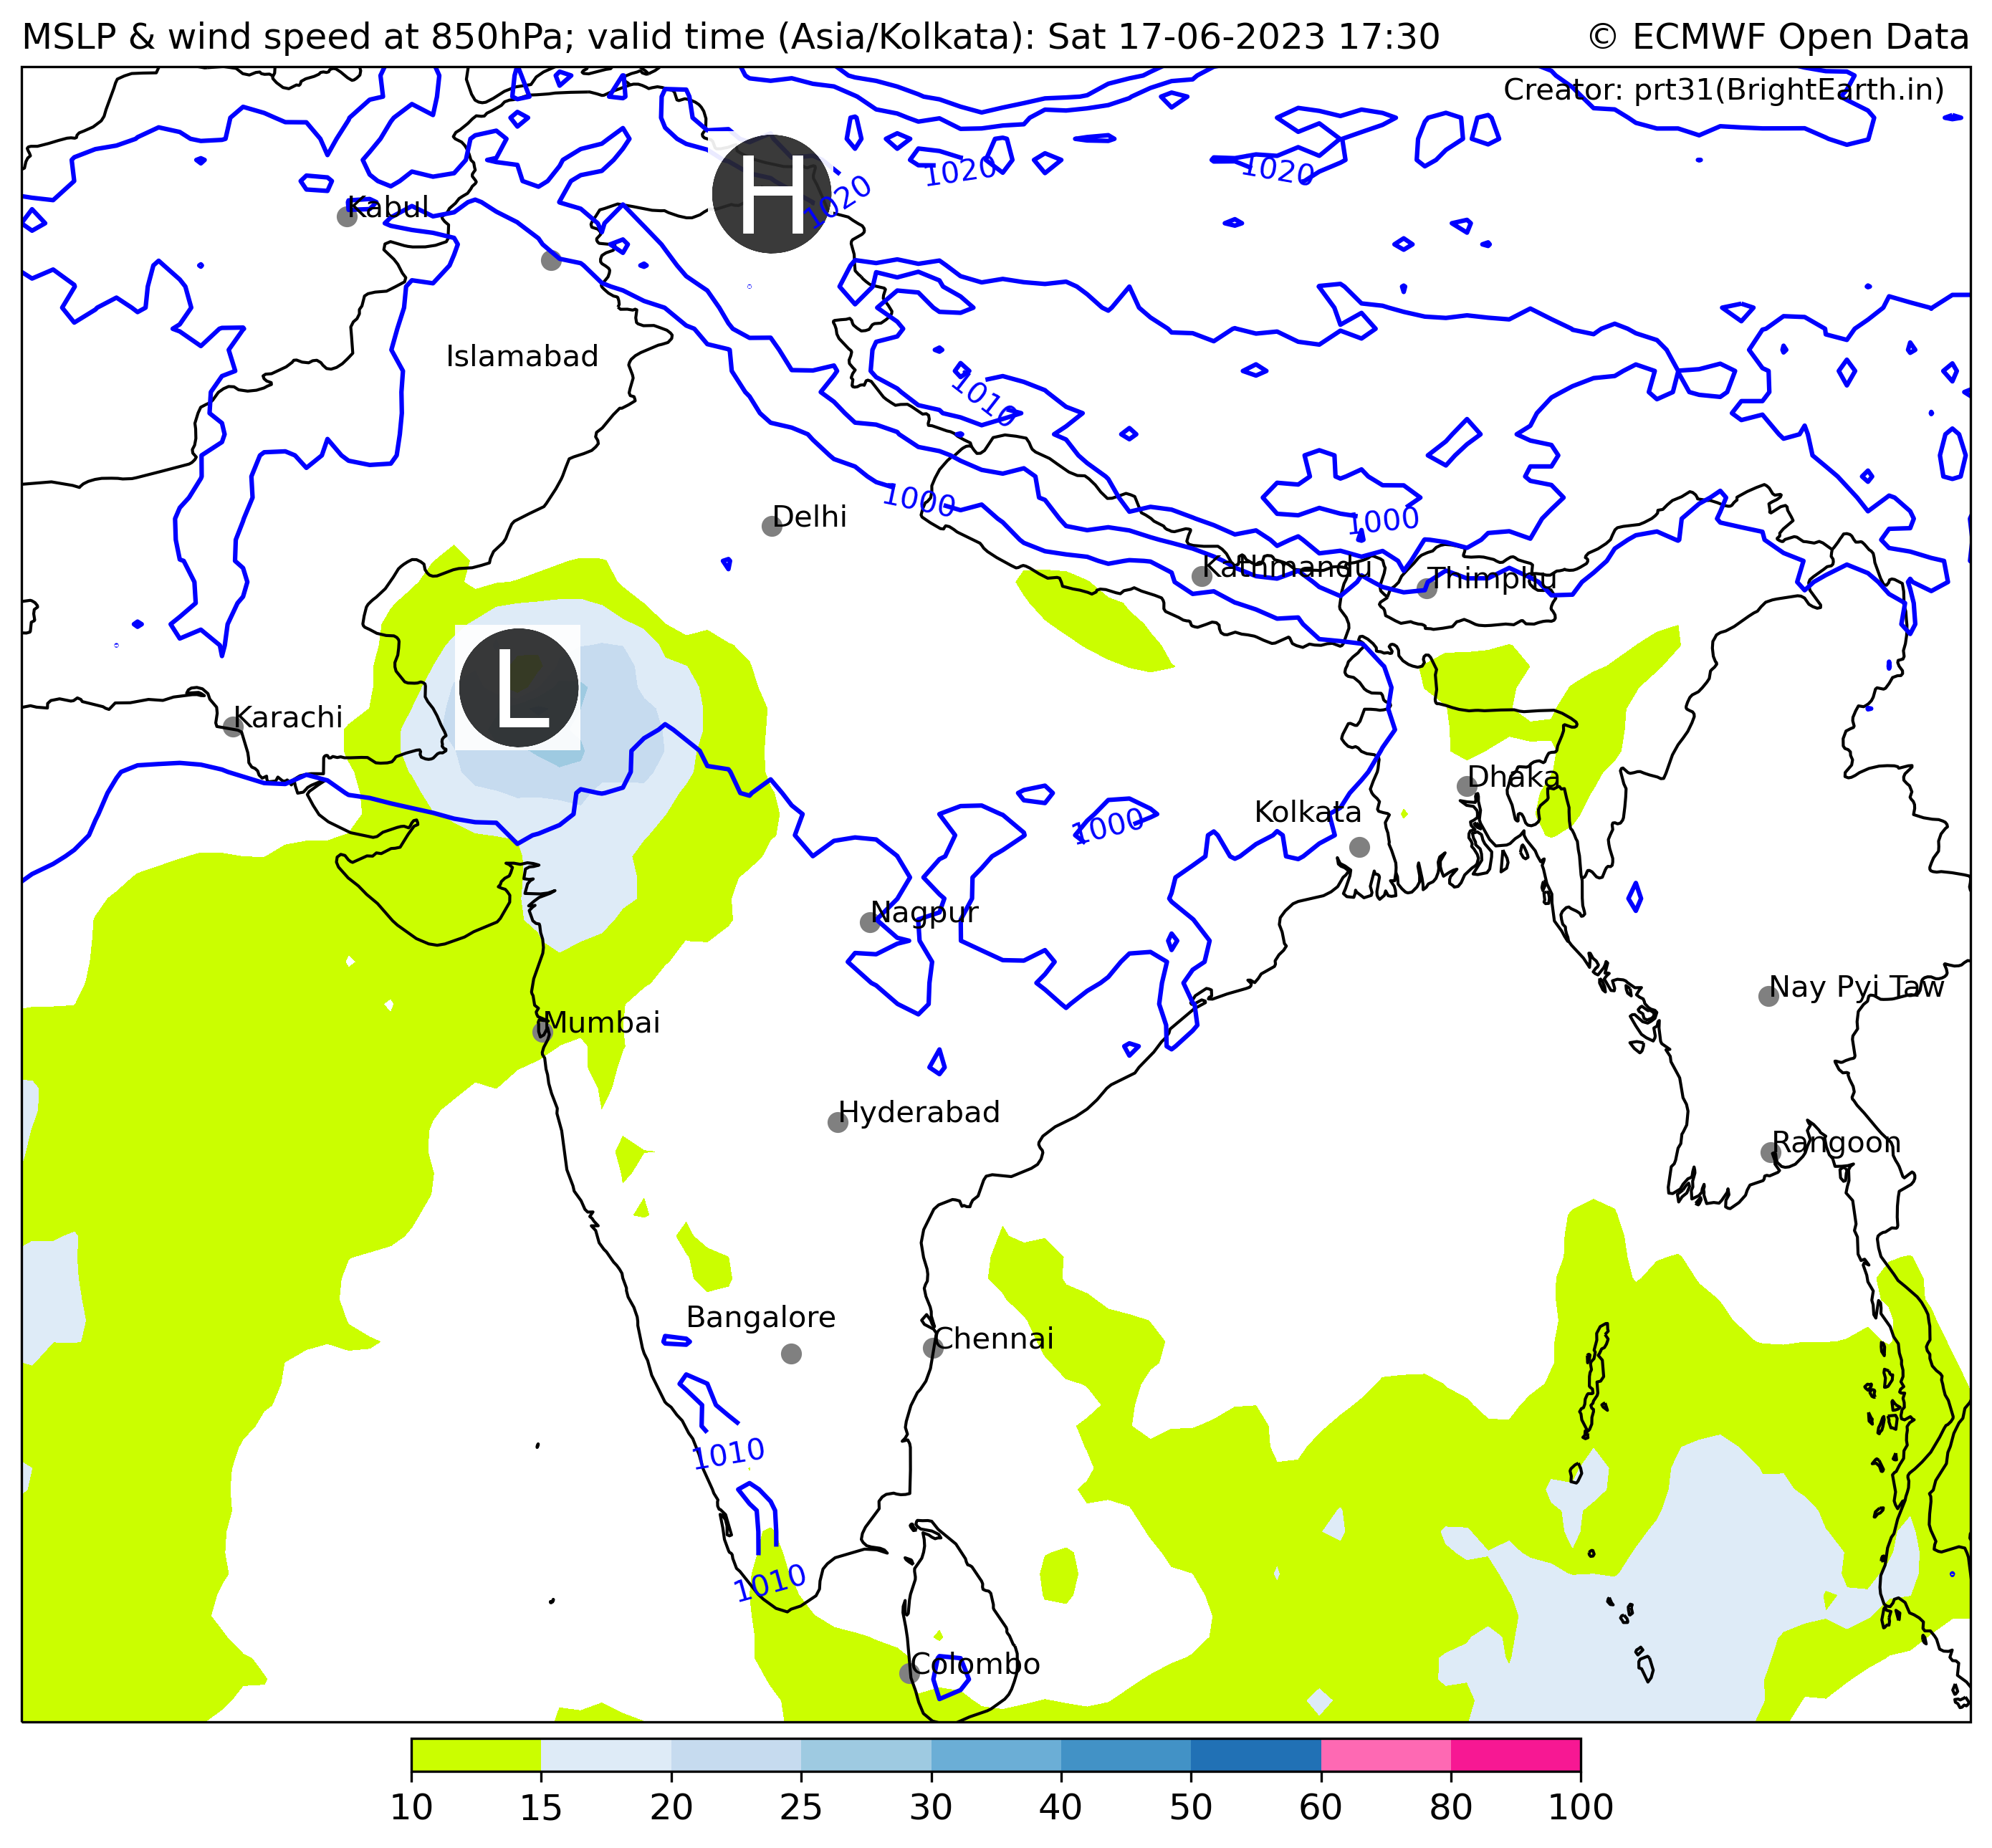 MSLP & wind speed at 850hPa; valid time (Asia/Kolkata): Sat 17-06-2023 17:30
© ECMWF Open Data
Creator: prt31(BrightEarth.in)
H
1020
1020
1020
Kabul
Islamabad
1010
1000
1000
Delhi
Kathmandu
Thimphu
L
Karachi
Dhaka
Kolkata
1000
Nagpur
Nay Pyi Taw
Mumbai
Hyderabad
Rangoon
Bangalore
Chennai
1010
1010
Colombo
10 15 20 25 30 40 50 60 80 100